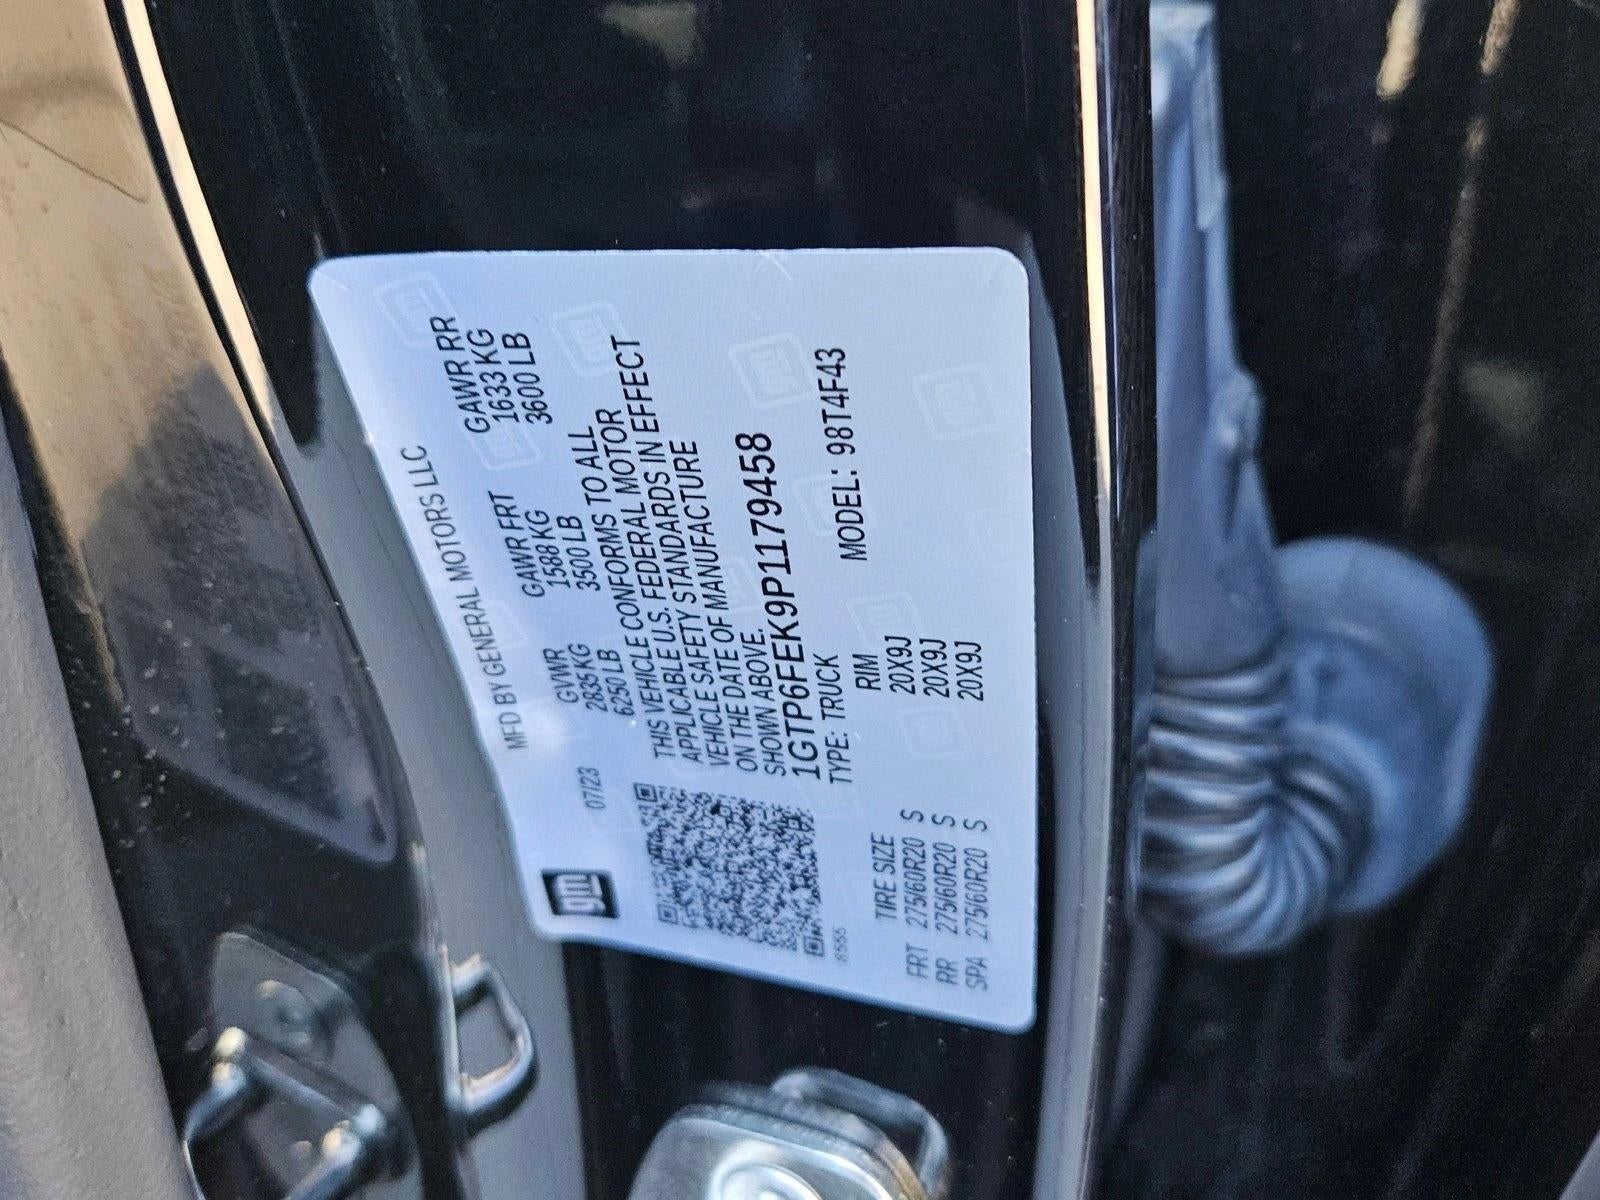 gm
MFD BY GENERAL MOTORS LLC
07/23
GVWR GAWR FRT GAWR RR
2835 KG 1588 KG 1633 KG
6250 LB 3500 LB 3600 LB
THIS VEHICLE CONFORMS TO ALL
APPLICABLE U.S. FEDERAL MOTOR
VEHICLE SAFETY STANDARDS IN EFFECT
ON THE DATE OF MANUFACTURE
SHOWN ABOVE.
1GTP6FEK9P1179458
TYPE: TRUCK MODEL: 98T4F43
TIRE SIZE RIM
FRT 275/60R20 S 20X9J
RR 275/60R20 S 20X9J
SPA 275/60R20 S 20X9J